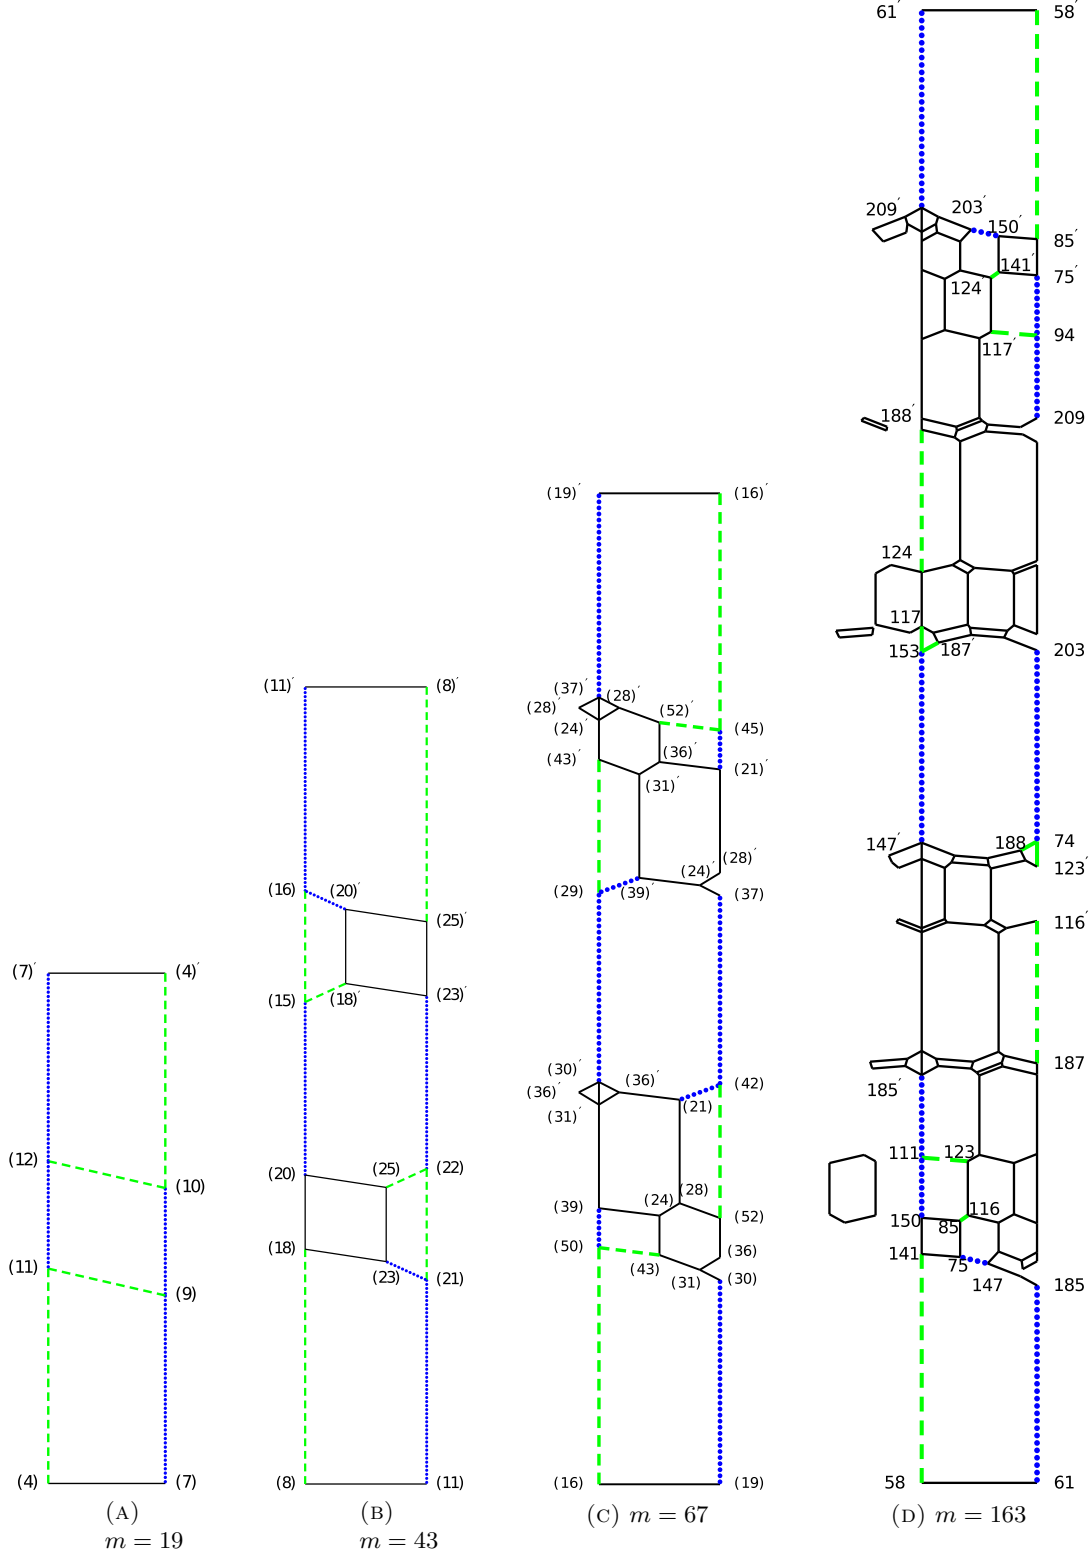 (7)′ (4)′
(12) (10)
(11) (9)
(4) (7)
(A)
m = 19
(11)′ (8)′
(16) (20)′ (25)′
(15) (18)′ (23)′
(20) (25) (22)
(18) (23) (21)
(8) (11)
(B)
m = 43
(19)′ (16)′
(37)′ (28)′
(28)′ (52)′ (45)
(24)′
(43)′ (36)′ (21)′
(31)′
(28)′
(24)′
(29) (39)′ (37)
(30)′ (36)′ (42)
(36)′
(31)′ (21)
(39) (24) (28) (52)
(50) (43) (36)
(31) (30)
(16) (19)
(C) m = 67
61′ 58′
209′ 203′ 150′ 85′
141′ 75′
124′
117′ 94
188′ 209
124
117
153 187′ 203
147′ 188 74
123′
116′
187
185′
111 123
150 85 116
141 75
147 185
58 61
(D) m = 163